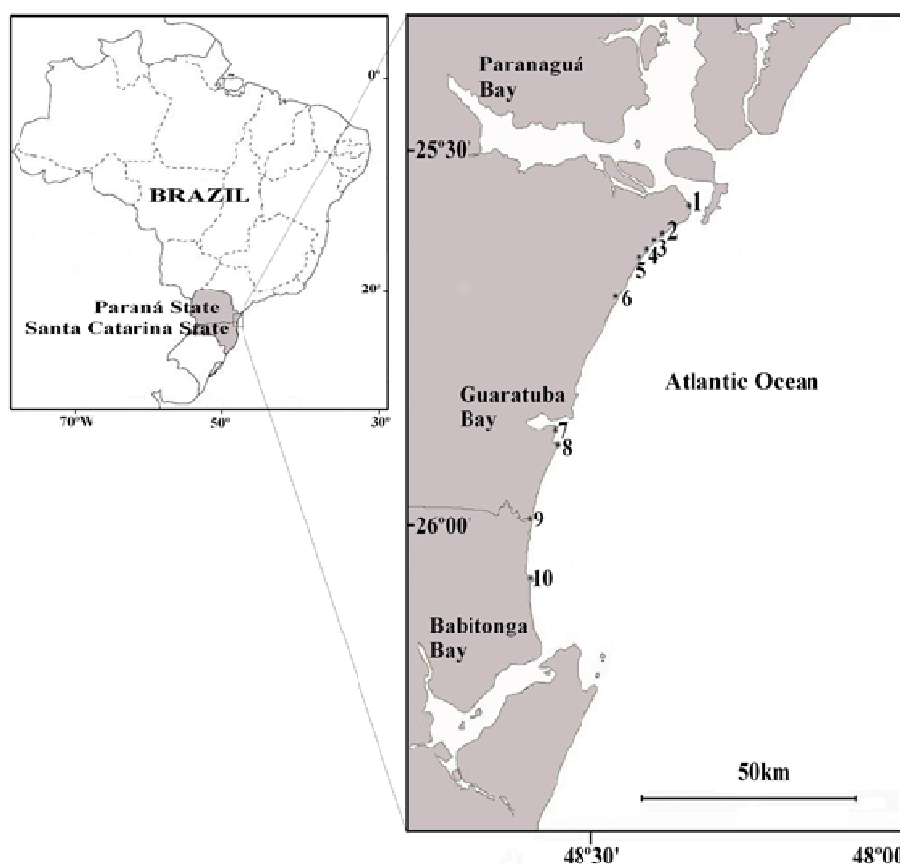 BRAZIL
Paraná State
Santa Catarina State
0°
20°
70°W
50°
30°
Paranaguá
Bay
25°30'
1
2
3
4
5
6
Atlantic Ocean
Guaratuba
Bay
7
8
9
26°00'
10
Babitonga
Bay
50km
48°30'
48°00